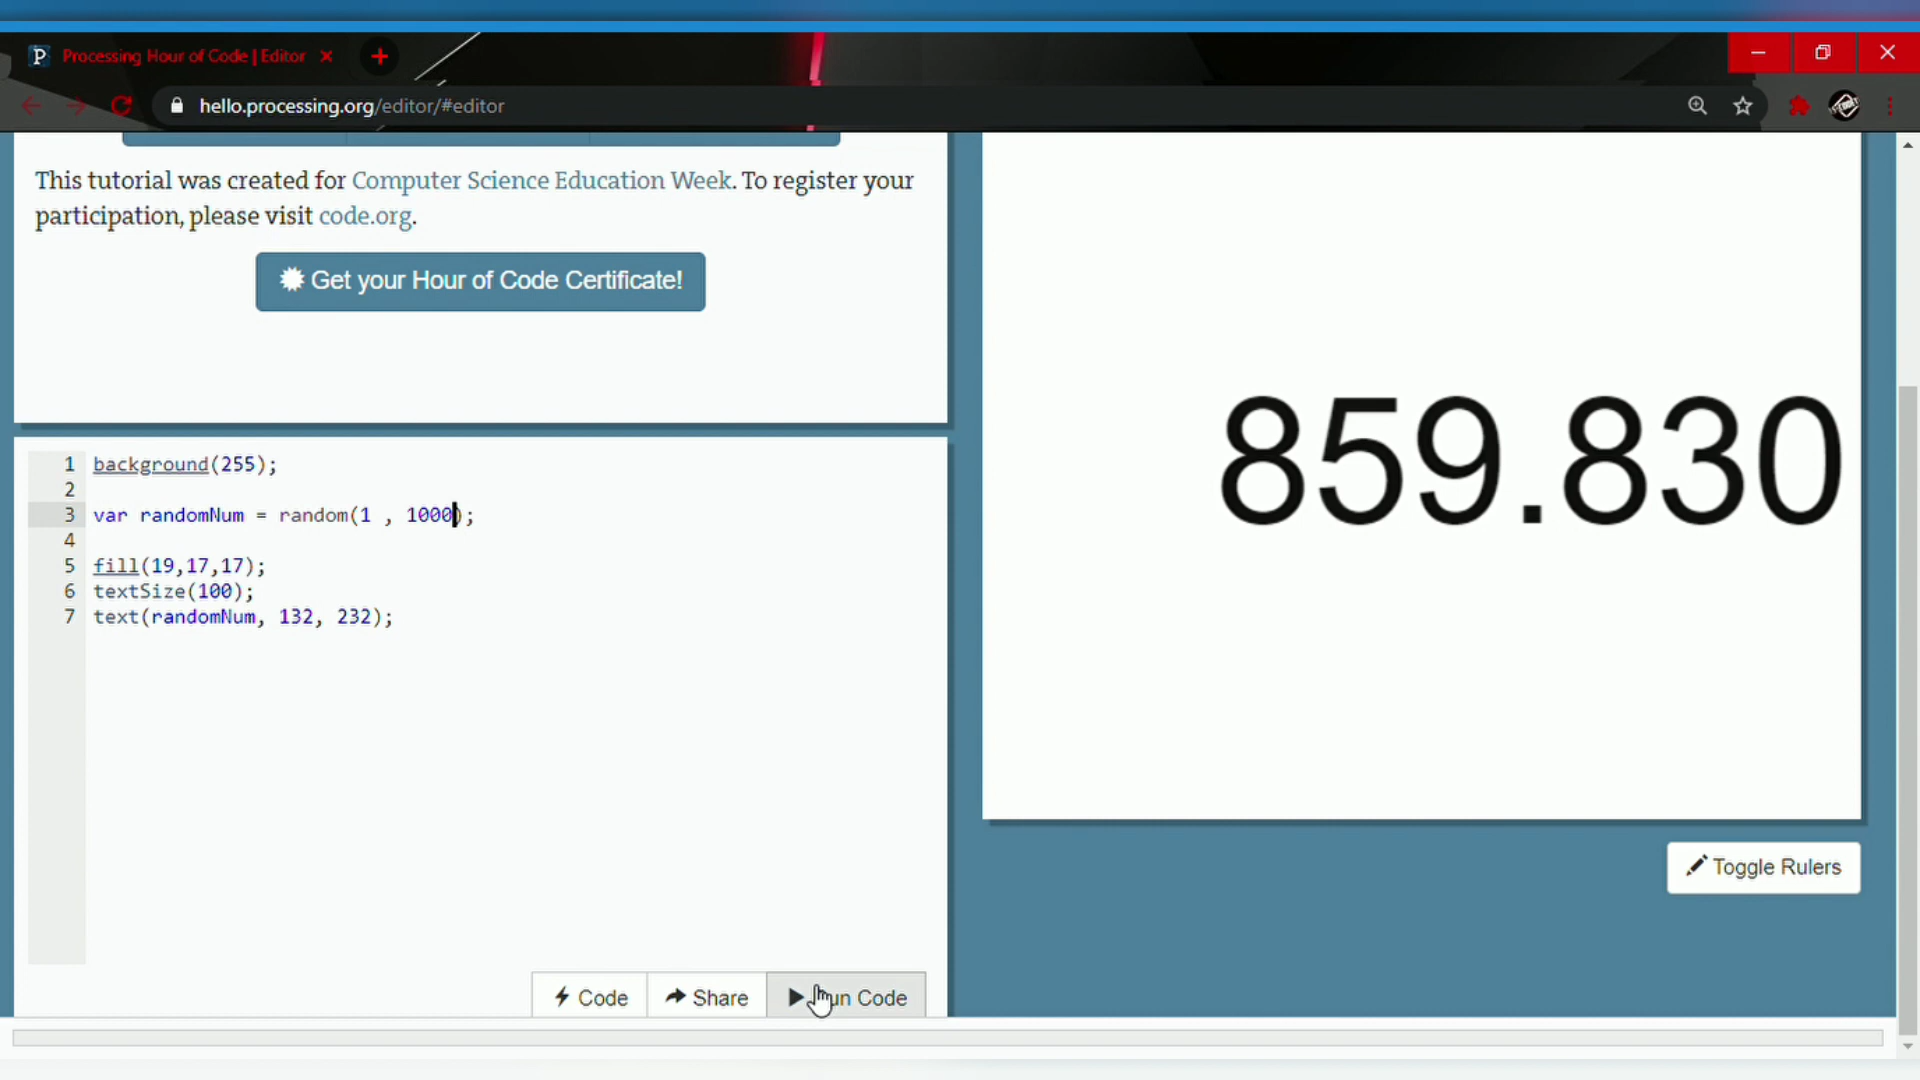 Processing Hour of Code | Editor
hello.processing.org/editor/#editor
This tutorial was created for Computer Science Education Week. To register your
participation, please visit code.org.
Get your Hour of Code Certificate!
1 background(255);
2
3 var randomNum = random(1 , 1000);
4
5 fill(19,17,17);
6 textSize(100);
7 text(randomNum, 132, 232);
859.830
Toggle Rulers
Code
Share
Run Code